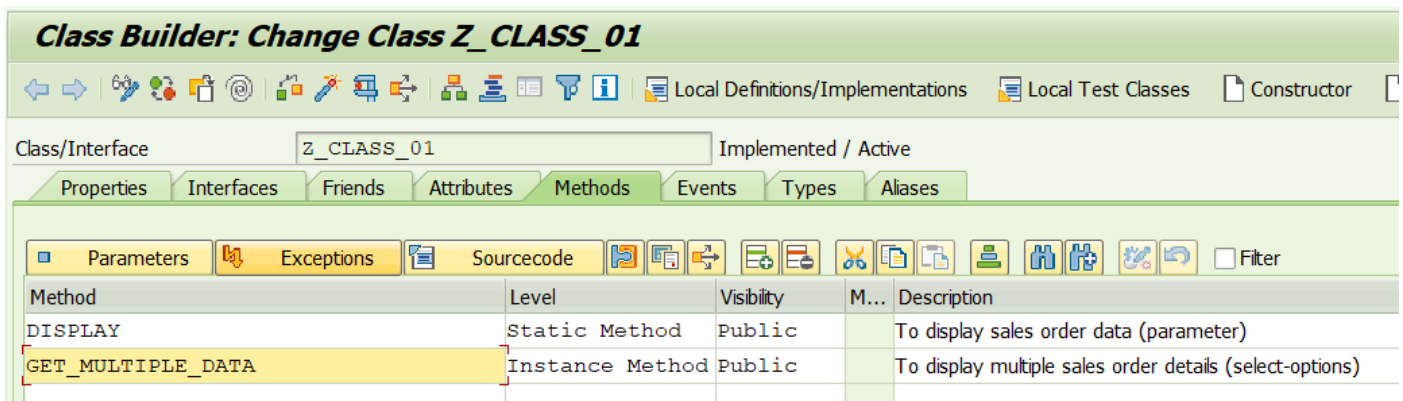 Class Builder: Change Class Z_CLASS_01
Local Definitions/Implementations Local Test Classes Constructor
Class/Interface Z_CLASS_01 Implemented / Active
Properties Interfaces Friends Attributes Methods Events Types Aliases
Parameters Exceptions Sourcecode Filter
Method Level Visibility M... Description
DISPLAY Static Method Public To display sales order data (parameter)
GET_MULTIPLE_DATA Instance Method Public To display multiple sales order details (select-options)